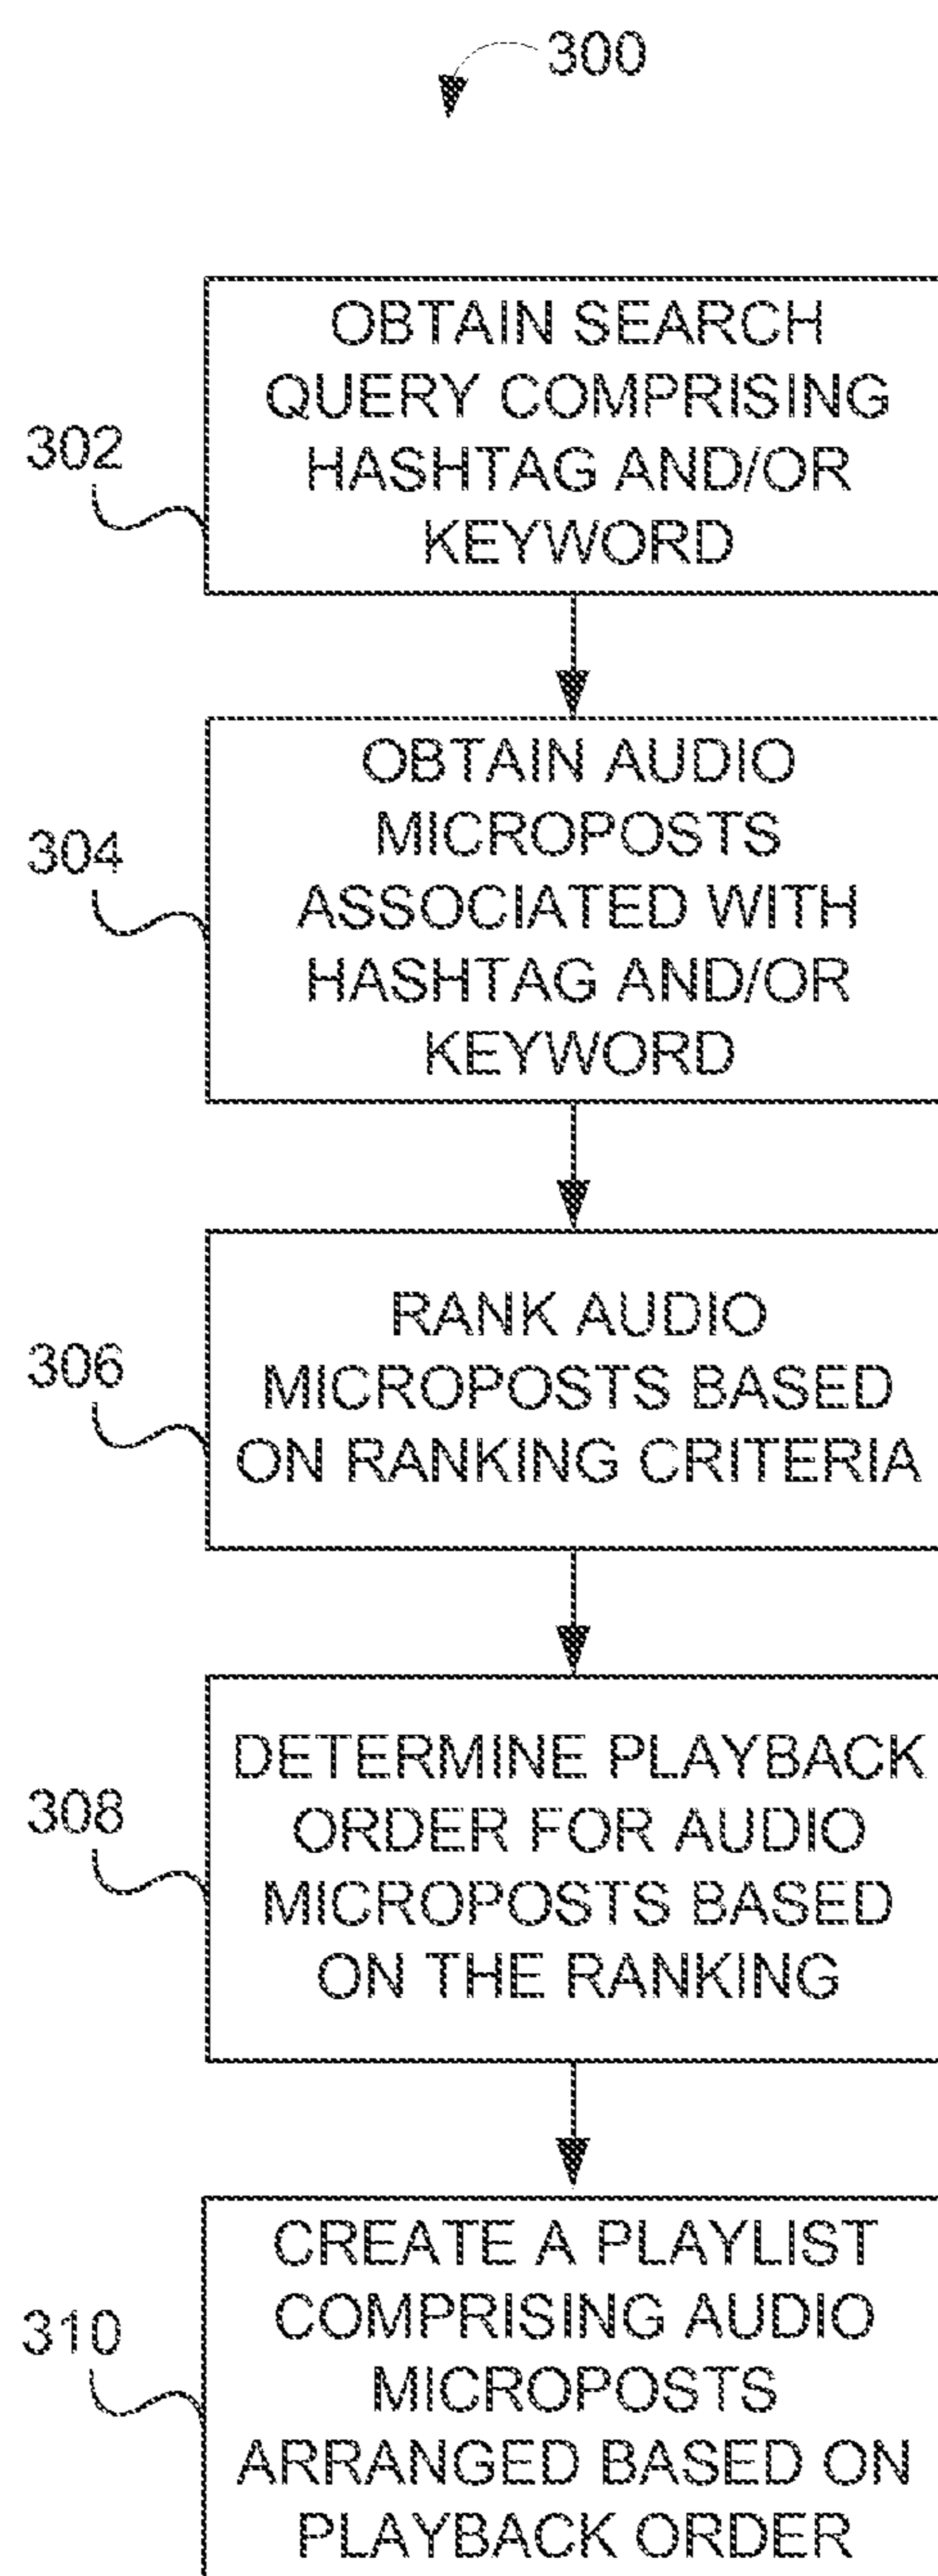 300
OBTAIN SEARCH
QUERY COMPRISING
HASHTAG AND/OR
KEYWORD
302
OBTAIN AUDIO
MICROPOSTS
ASSOCIATED WITH
HASHTAG AND/OR
KEYWORD
304
RANK AUDIO
MICROPOSTS BASED
ON RANKING CRITERIA
306
DETERMINE PLAYBACK
ORDER FOR AUDIO
MICROPOSTS BASED
ON THE RANKING
308
CREATE A PLAYLIST
COMPRISING AUDIO
MICROPOSTS
ARRANGED BASED ON
PLAYBACK ORDER
310